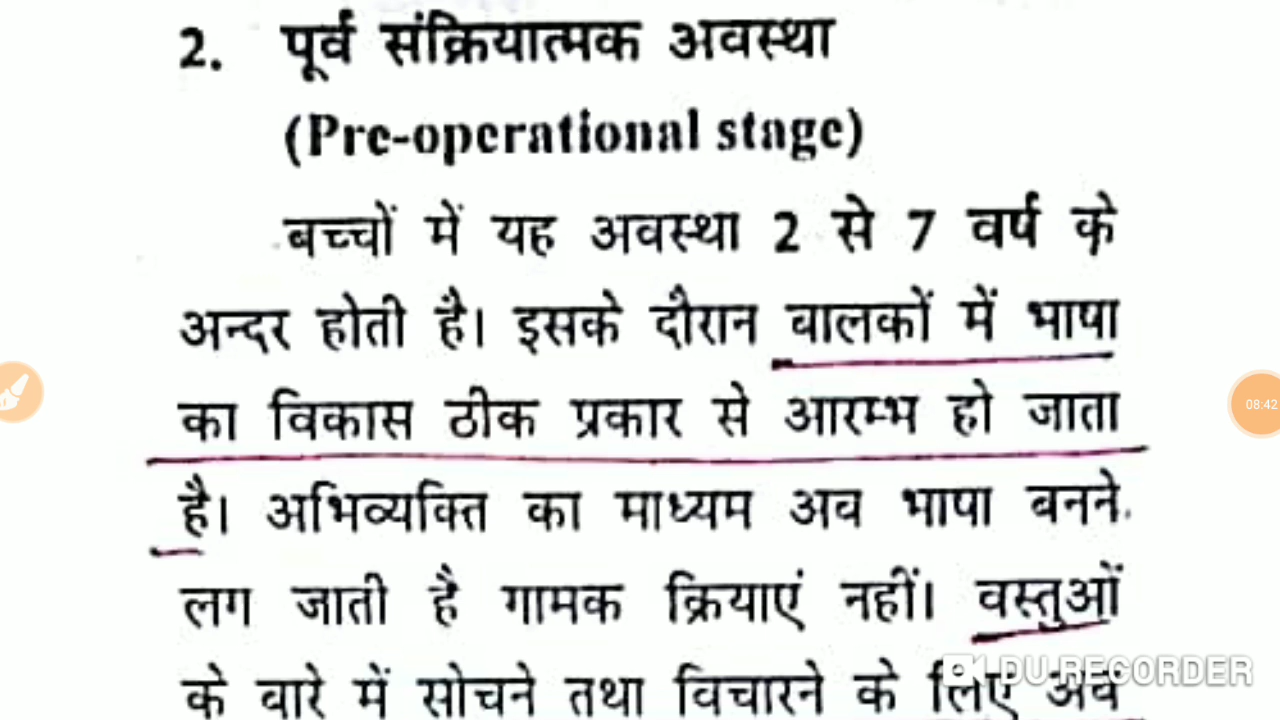 2. पूर्व संक्रियात्मक अवस्था
(Pre-operational stage)
बच्चों में यह अवस्था 2 से 7 वर्ष के
अन्दर होती है। इसके दौरान बालकों में भाषा
का विकास ठीक प्रकार से आरम्भ हो जाता
है। अभिव्यक्ति का माध्यम अब भाषा बनने
लग जाती है गामक क्रियाएं नहीं। वस्तुओं
के बारे में सोचने तथा विचारने के लिए अब
08:42
DU RECORDER